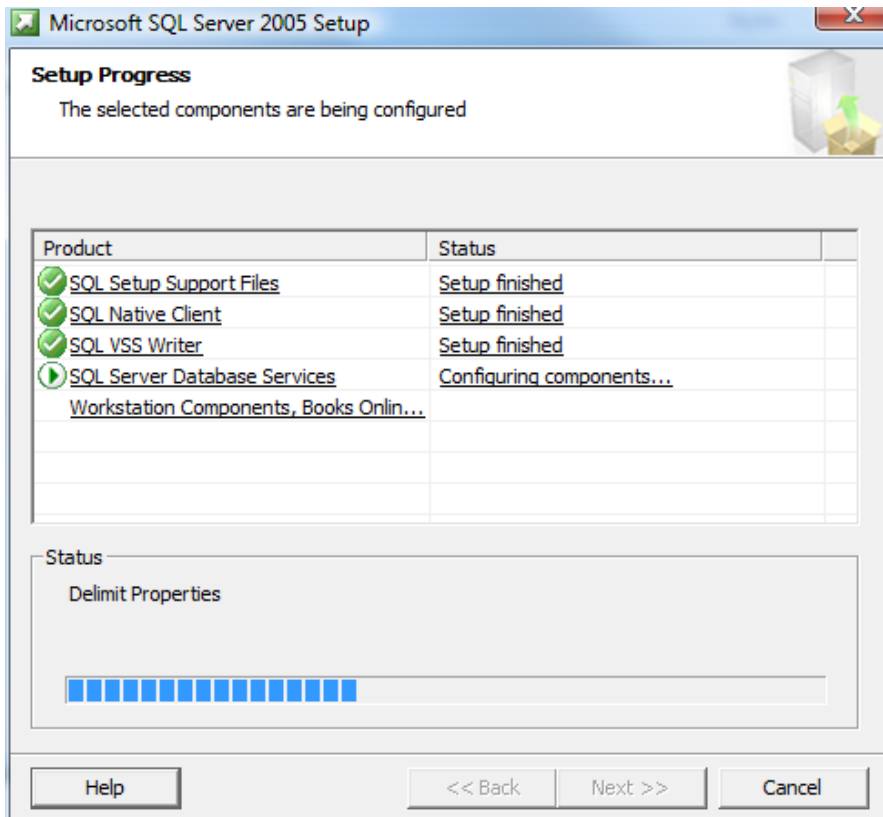 Microsoft SQL Server 2005 Setup
Setup Progress
The selected components are being configured
Product Status
SQL Setup Support Files Setup finished
SQL Native Client Setup finished
SQL VSS Writer Setup finished
SQL Server Database Services Configuring components...
Workstation Components, Books Onlin...
Status
Delimit Properties
Help << Back Next >> Cancel